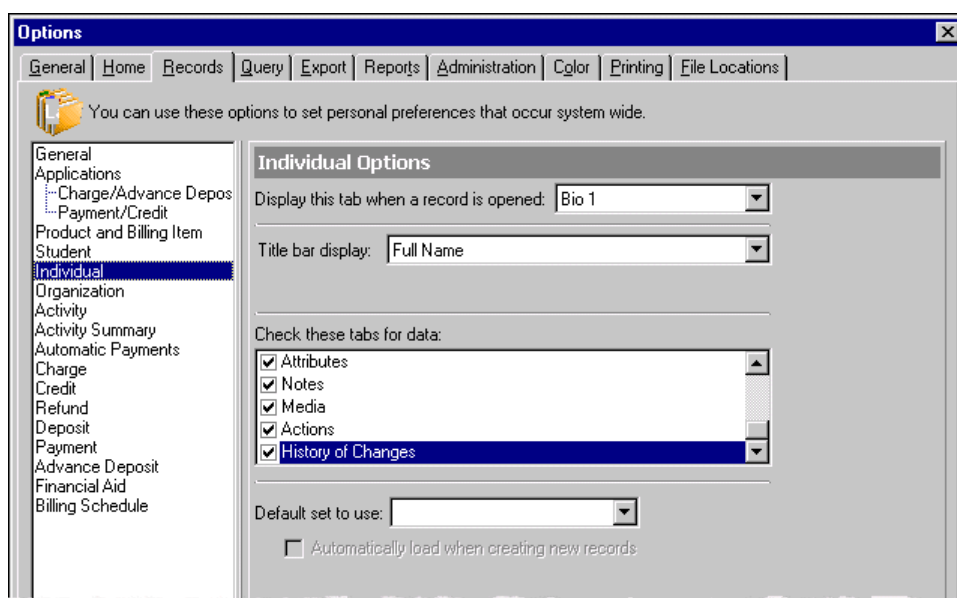 Options
General Home Records Query Export Reports Administration Color Printing File Locations
You can use these options to set personal preferences that occur system wide.
General
Applications
Charge/Advance Depos
Payment/Credit
Product and Billing Item
Student
Individual
Organization
Activity
Activity Summary
Automatic Payments
Charge
Credit
Refund
Deposit
Payment
Advance Deposit
Financial Aid
Billing Schedule
Individual Options
Display this tab when a record is opened: Bio 1
Title bar display: Full Name
Check these tabs for data:
Attributes
Notes
Media
Actions
History of Changes
Default set to use:
Automatically load when creating new records